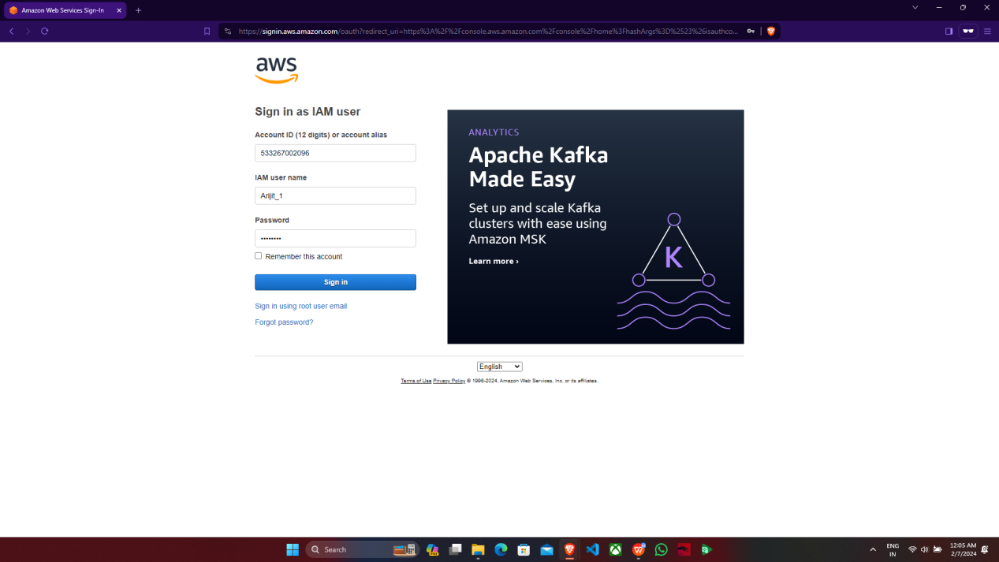 Amazon Web Services Sign-In
https://signin.aws.amazon.com/oauth?redirect_uri=https%3A%2F%2Fconsole.aws.amazon.com%2Fconsole%2Fhome%3FhashArgs%3D%2523%26isauthco...
aws
Sign in as IAM user
Account ID (12 digits) or account alias
533267002096
IAM user name
Arijit_1
Password
••••••••
Remember this account
Sign in
Sign in using root user email
Forgot password?
ANALYTICS
Apache Kafka
Made Easy
Set up and scale Kafka
clusters with ease using
Amazon MSK
Learn more ›
K
English
Terms of Use Privacy Policy © 1996-2024, Amazon Web Services, Inc. or its affiliates.
Search
ENG
IN
12:05 AM
2/7/2024